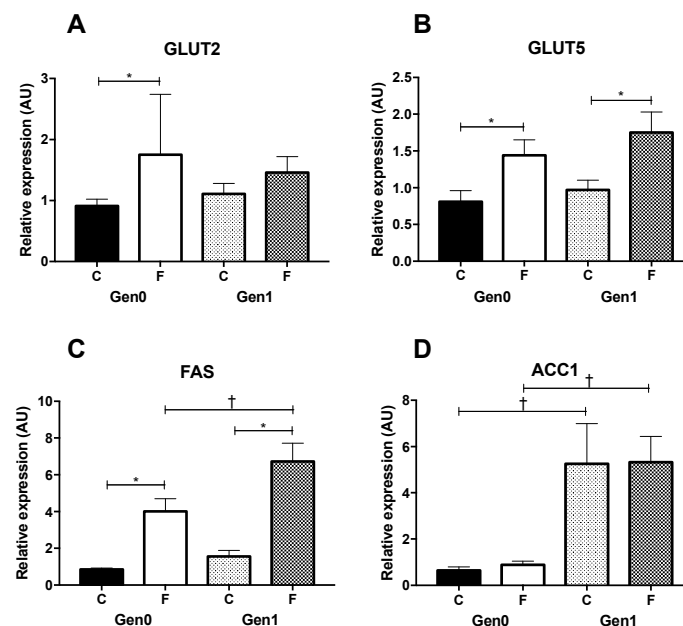 A
GLUT2
Relative expression (AU)
3
2
1
0
*
C F C F
Gen0 Gen1
B
GLUT5
Relative expression (AU)
2.5
2.0
1.5
1.0
0.5
0.0
*
*
C F C F
Gen0 Gen1
C
FAS
Relative expression (AU)
10
8
6
4
2
0
†
*
*
C F C F
Gen0 Gen1
D
ACC1
Relative expression (AU)
8
6
4
2
0
†
†
C F C F
Gen0 Gen1